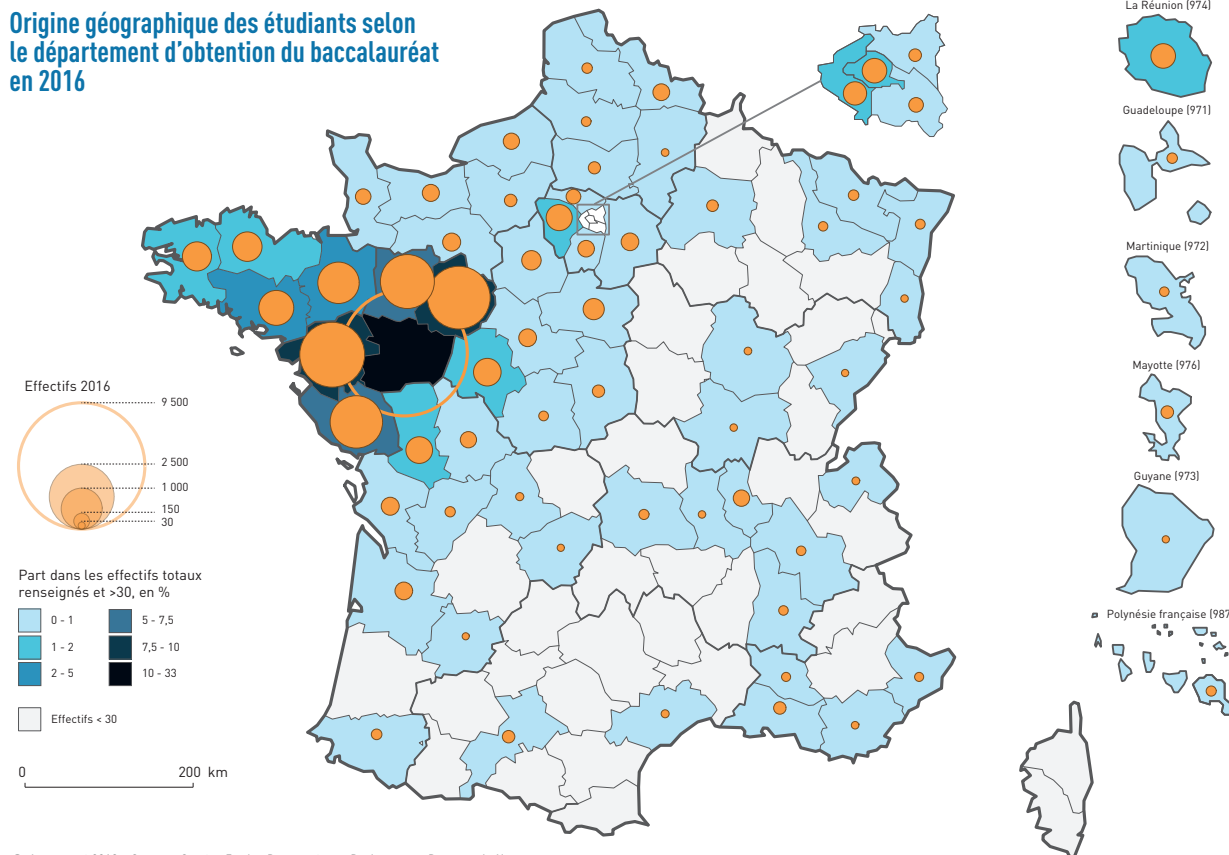 Origine géographique des étudiants selon
le département d'obtention du baccalauréat
en 2016
La Réunion (974)
Guadeloupe (971)
Martinique (972)
Mayotte (976)
Guyane (973)
Polynésie française (987
Effectifs 2016
9 500
2 500
1 000
150
30
Part dans les effectifs totaux
renseignés et >30, en %
0 - 1
5 - 7,5
1 - 2
7,5 - 10
2 - 5
10 - 33
Effectifs < 30
0 200 km